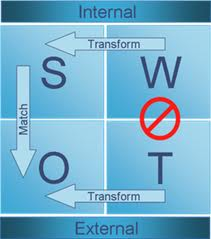 Internal
Transform
S W
Match
O T
Transform
External